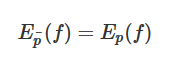 E_{\bar{p}}(f) = E_p(f)